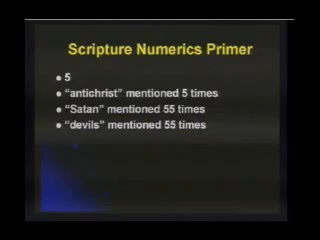 Scripture Numerics Primer
• 5
• “antichrist” mentioned 5 times
• “Satan” mentioned 55 times
• “devils” mentioned 55 times